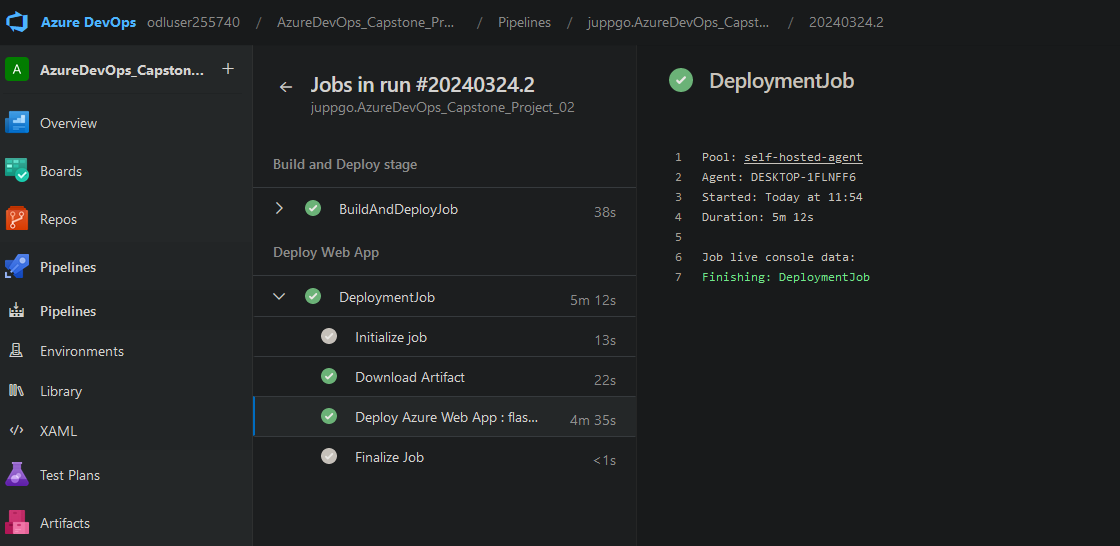 Azure DevOps odluser255740 / AzureDevOps_Capstone_Pr... / Pipelines / juppgo.AzureDevOps_Capst... / 20240324.2
A AzureDevOps_Capston... +
Overview
Boards
Repos
Pipelines
Pipelines
Environments
Library
XAML
Test Plans
Artifacts
Jobs in run #20240324.2
juppgo.AzureDevOps_Capstone_Project_02
Build and Deploy stage
BuildAndDeployJob 38s
Deploy Web App
DeploymentJob 5m 12s
Initialize job 13s
Download Artifact 22s
Deploy Azure Web App : flas... 4m 35s
Finalize Job <1s
DeploymentJob
1 Pool: self-hosted-agent
2 Agent: DESKTOP-1FLNFF6
3 Started: Today at 11:54
4 Duration: 5m 12s
5
6 Job live console data:
7 Finishing: DeploymentJob